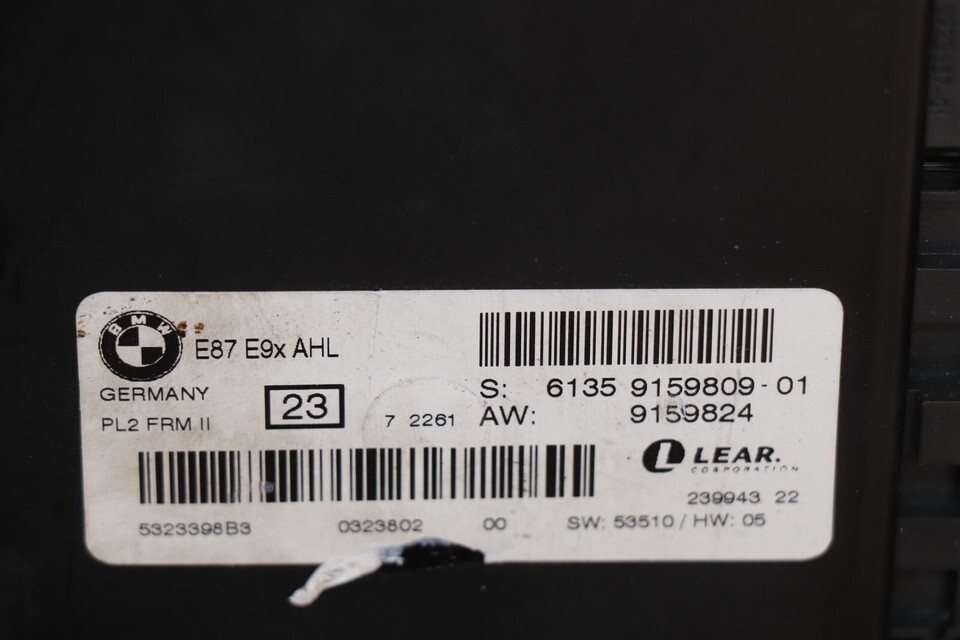 BMW
E87 E9x AHL
GERMANY
PL2 FRM II
23
7 2261
S: 6135 9159809-01
AW: 9159824
LEAR.
CORPORATION
239943 22
5323398B3 0323802 00 SW: 53510 / HW: 05